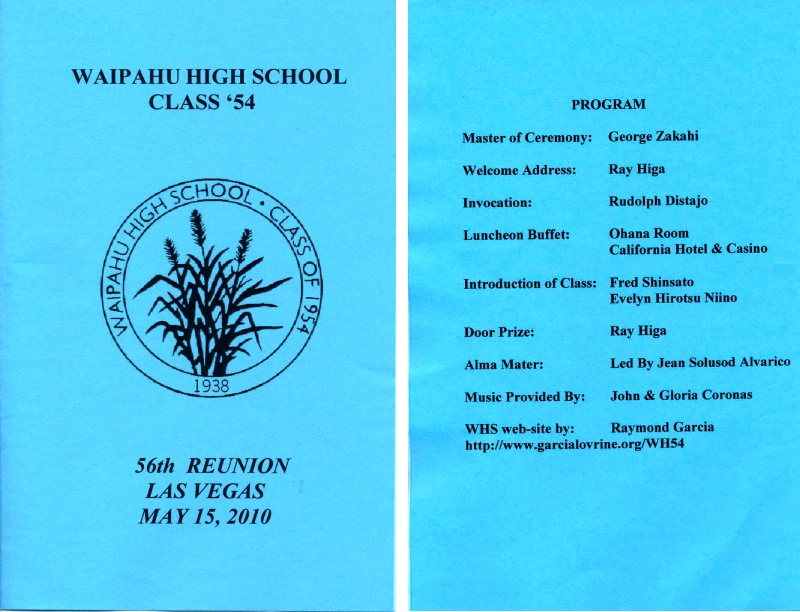 WAIPAHU HIGH SCHOOL
CLASS ‘54
WAIPAHU HIGH SCHOOL · CLASS OF 1954
1938
56th REUNION
LAS VEGAS
MAY 15, 2010
PROGRAM
Master of Ceremony: George Zakahi
Welcome Address: Ray Higa
Invocation: Rudolph Distajo
Luncheon Buffet: Ohana Room
California Hotel & Casino
Introduction of Class: Fred Shinsato
Evelyn Hirotsu Niino
Door Prize: Ray Higa
Alma Mater: Led By Jean Solusod Alvarico
Music Provided By: John & Gloria Coronas
WHS web-site by: Raymond Garcia
http://www.garcialovrine.org/WH54